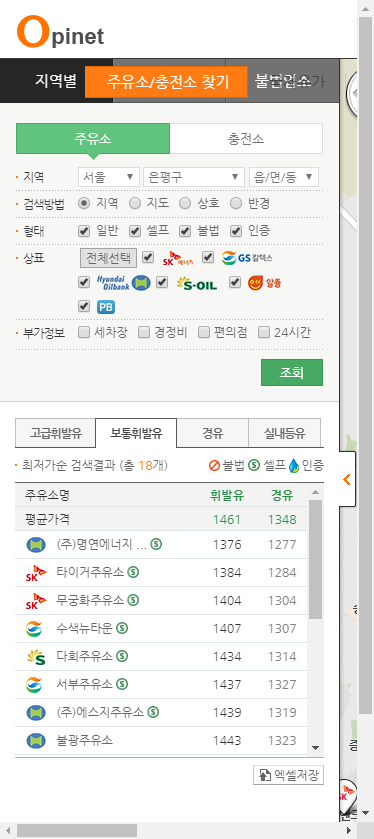 Opinet
지역별 주유소/충전소 찾기 불법업소
주유소 충전소
지역 서울 은평구 읍/면/동
검색방법 지역 지도 상호 반경
형태 일반 셀프 불법 인증
상표 전체선택 SK에너지 GS칼텍스
Hyundai Oilbank S-OIL 알뜰
PB
부가정보 세차장 경정비 편의점 24시간
조회
고급휘발유 보통휘발유 경유 실내등유
최저가순 검색결과 (총 18개) 불법 S 셀프 인증
주유소명 휘발유 경유
평균가격 1461 1348
(주)명연에너지 ... S 1376 1277
SK 타이거주유소 S 1384 1284
SK 무궁화주유소 S 1404 1304
수색뉴타운 S 1407 1307
S 다회주유소 S 1434 1314
서부주유소 S 1437 1327
(주)에스지주유소 S 1439 1319
불광주유소 1443 1323
엑셀저장